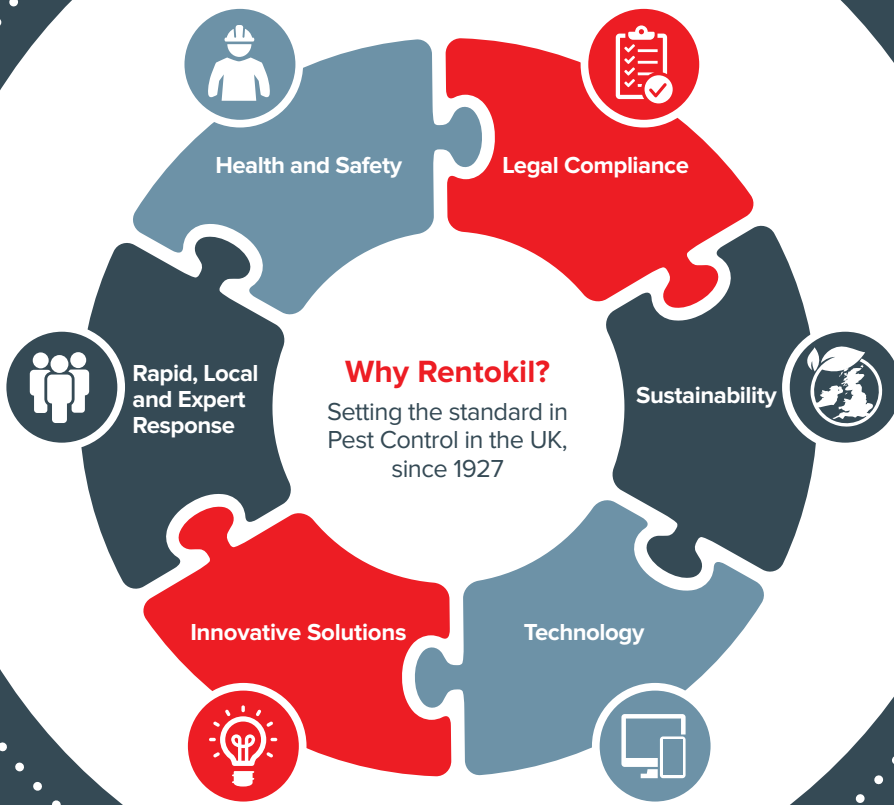 Health and Safety
Legal Compliance
Rapid, Local
and Expert
Response
Why Rentokil?
Setting the standard in
Pest Control in the UK,
since 1927
Sustainability
Innovative Solutions
Technology